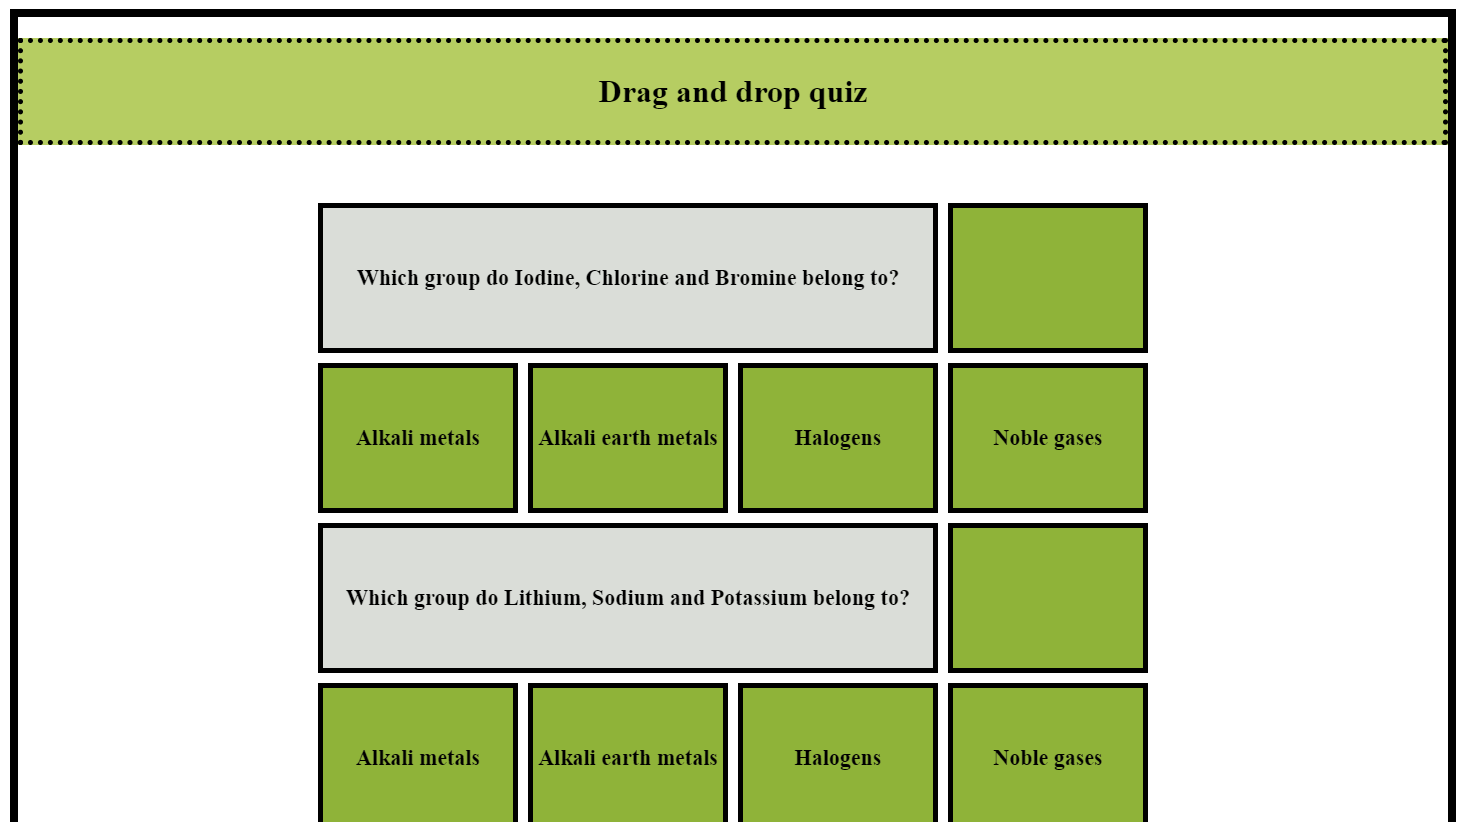 Drag and drop quiz
Which group do Iodine, Chlorine and Bromine belong to?
Alkali metals
Alkali earth metals
Halogens
Noble gases
Which group do Lithium, Sodium and Potassium belong to?
Alkali metals
Alkali earth metals
Halogens
Noble gases